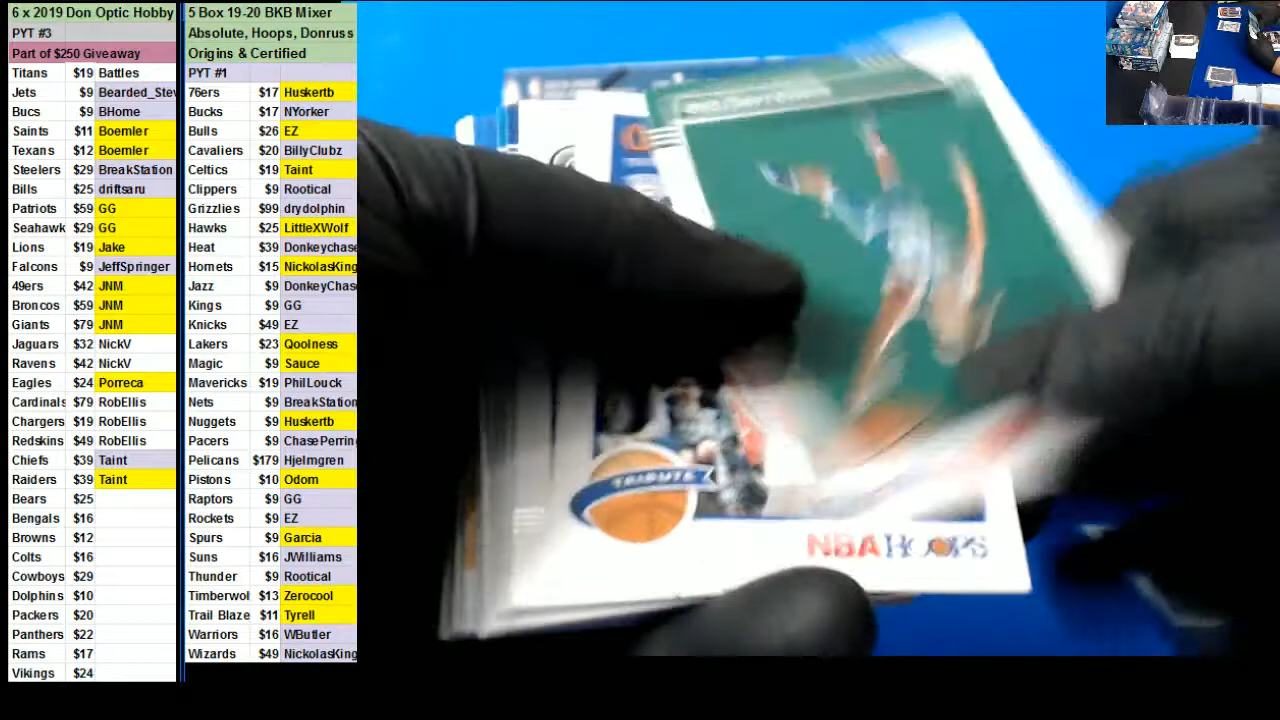 6 x 2019 Don Optic Hobby
PYT #3
Part of $250 Giveaway
Titans $19 Battles
Jets $9 Bearded_Stev
Bucs $9 BHome
Saints $11 Boemler
Texans $12 Boemler
Steelers $29 BreakStation
Bills $25 driftsaru
Patriots $59 GG
Seahawk $29 GG
Lions $19 Jake
Falcons $9 JeffSpringer
49ers $42 JNM
Broncos $59 JNM
Giants $79 JNM
Jaguars $32 NickV
Ravens $42 NickV
Eagles $24 Porreca
Cardinals $79 RobEllis
Chargers $19 RobEllis
Redskins $49 RobEllis
Chiefs $39 Taint
Raiders $39 Taint
Bears $25
Bengals $16
Browns $12
Colts $16
Cowboys $29
Dolphins $10
Packers $20
Panthers $22
Rams $17
Vikings $24
5 Box 19-20 BKB Mixer
Absolute, Hoops, Donruss
Origins & Certified
PYT #1
76ers $17 Huskertb
Bucks $17 NYorker
Bulls $26 EZ
Cavaliers $20 BillyClubz
Celtics $19 Taint
Clippers $9 Rootical
Grizzlies $99 drydolphin
Hawks $25 LittleXWolf
Heat $39 Donkeychase
Hornets $15 NickolasKing
Jazz $9 DonkeyChas
Kings $9 GG
Knicks $49 EZ
Lakers $23 Qoolness
Magic $9 Sauce
Mavericks $19 PhilLouck
Nets $9 BreakStation
Nuggets $9 Huskertb
Pacers $9 ChasePerrin
Pelicans $179 Hjelmgren
Pistons $10 Odom
Raptors $9 GG
Rockets $9 EZ
Spurs $9 Garcia
Suns $16 JWilliams
Thunder $9 Rootical
Timberwol $13 Zerocool
Trail Blaze $11 Tyrell
Warriors $16 WButler
Wizards $49 NickolasKing
TRIBUTE
NBA HOOPS